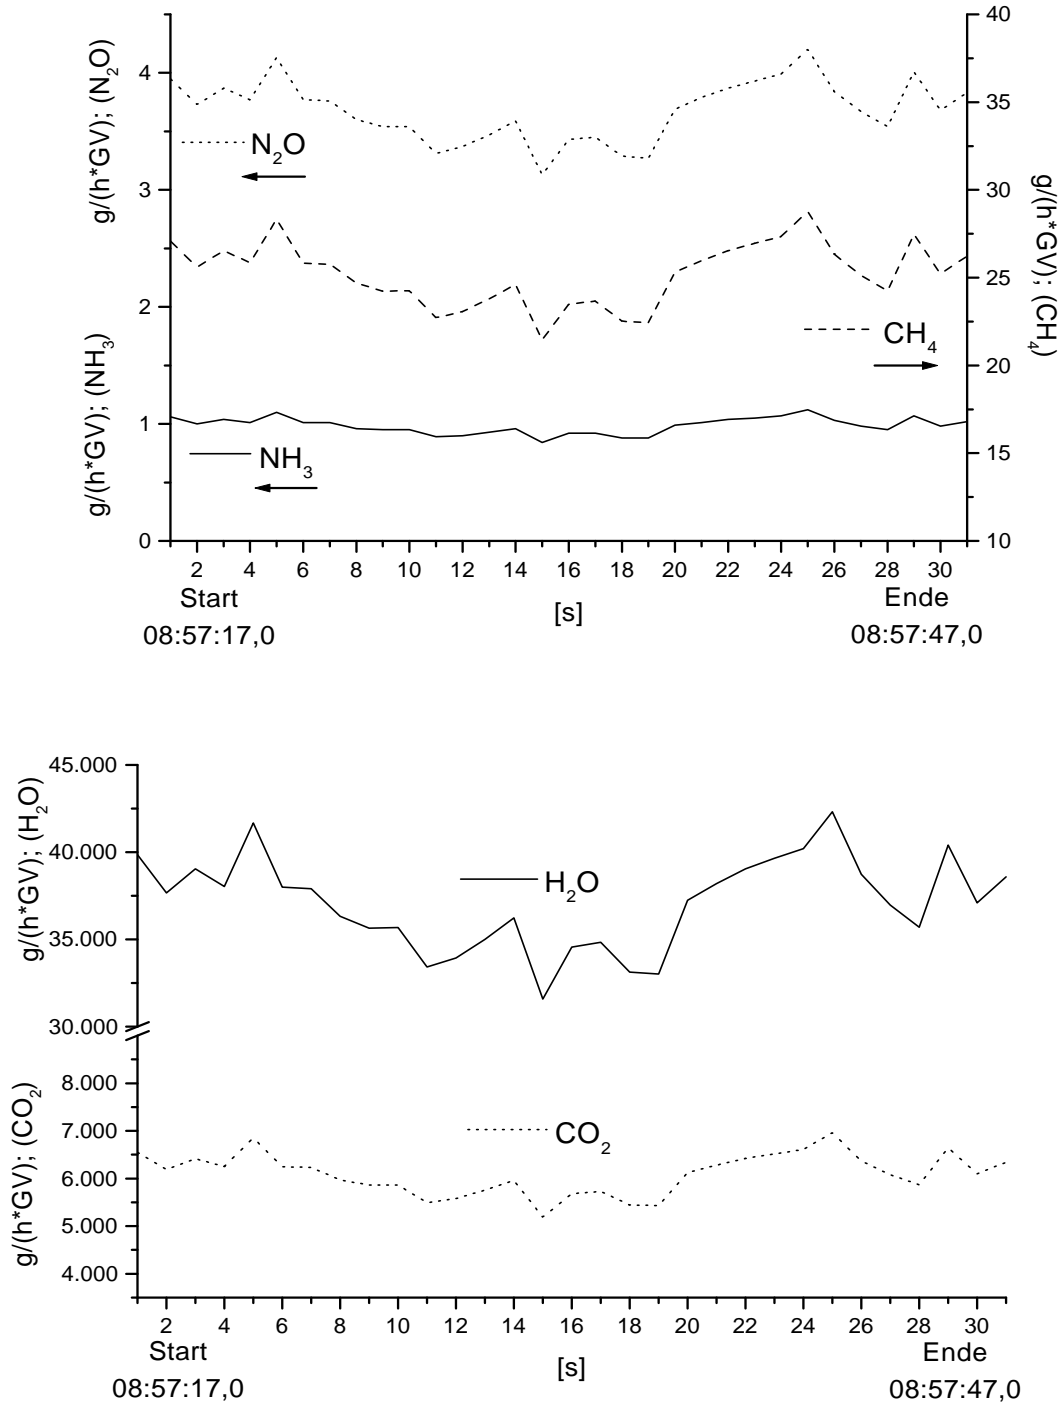 g/(h*GV); (NH₃)   g/(h*GV); (N₂O)
40
35
30
25
20
15
10
g/(h*GV); (CH₄)
4
3
2
1
0
N₂O
CH₄
NH₃
2 4 6 8 10 12 14 16 18 20 22 24 26 28 30
Start [s] Ende
08:57:17,0 08:57:47,0
g/(h*GV); (CO₂)   g/(h*GV); (H₂O)
45.000
40.000
35.000
30.000
8.000
7.000
6.000
5.000
4.000
H₂O
CO₂
2 4 6 8 10 12 14 16 18 20 22 24 26 28 30
Start [s] Ende
08:57:17,0 08:57:47,0